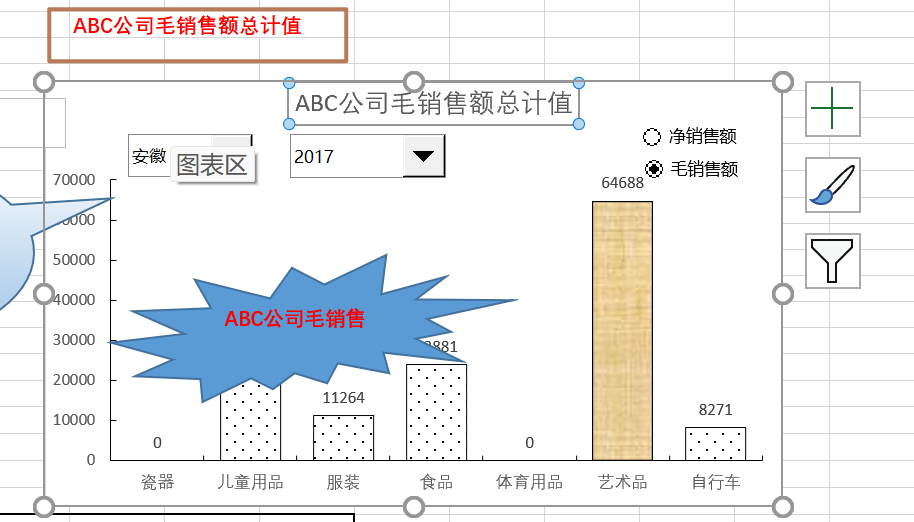 ABC公司毛销售额总计值
ABC公司毛销售额总计值
净销售额
安徽
图表区
2017
毛销售额
70000
64688
50000
40000
ABC公司毛销售
30000
881
20000
11264
10000
8271
0
0
0
瓷器
儿童用品
服装
食品
体育用品
艺术品
自行车